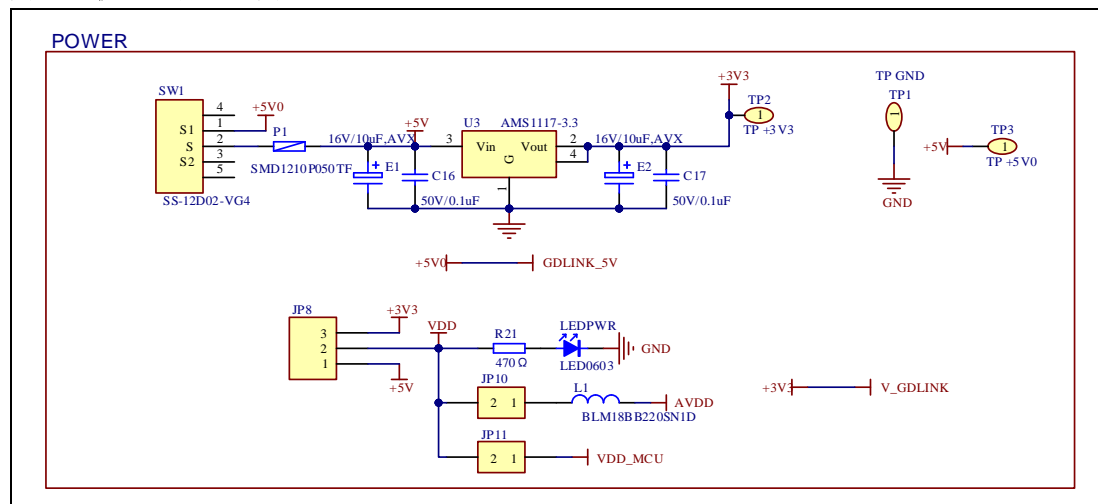 POWER
SW1
4
S1
1
S
2
S2
3
5
SS-12D02-VG4
+5V0
P1
SMD1210P050TF
16V/10uF,AVX
E1
+5V
C16
50V/0.1uF
U3
AMS1117-3.3
3
Vin
Vout
2
4
G
1
16V/10uF,AVX
E2
C17
50V/0.1uF
+3V3
TP2
1
TP +3V3
TP GND
TP1
1
GND
+5V
TP3
1
TP +5V0
+5V0
GDLINK_5V
JP8
3
2
1
+3V3
+5V
VDD
R21
470Ω
LEDPWR
LED0603
GND
JP10
2 1
L1
BLM18BB220SN1D
AVDD
JP11
2 1
VDD_MCU
+3V3
V_GDLINK